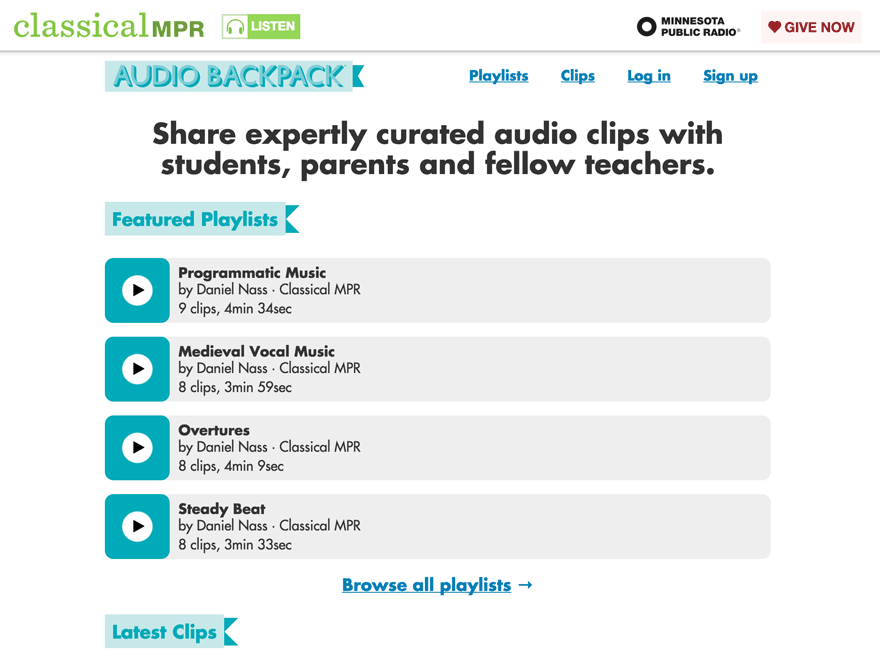 classicalMPR
LISTEN
MINNESOTA
PUBLIC RADIO®
GIVE NOW
AUDIO BACKPACK
Playlists
Clips
Log in
Sign up
Share expertly curated audio clips with
students, parents and fellow teachers.
Featured Playlists
Programmatic Music
by Daniel Nass · Classical MPR
9 clips, 4min 34sec
Medieval Vocal Music
by Daniel Nass · Classical MPR
8 clips, 3min 59sec
Overtures
by Daniel Nass · Classical MPR
8 clips, 4min 9sec
Steady Beat
by Daniel Nass · Classical MPR
8 clips, 3min 33sec
Browse all playlists →
Latest Clips